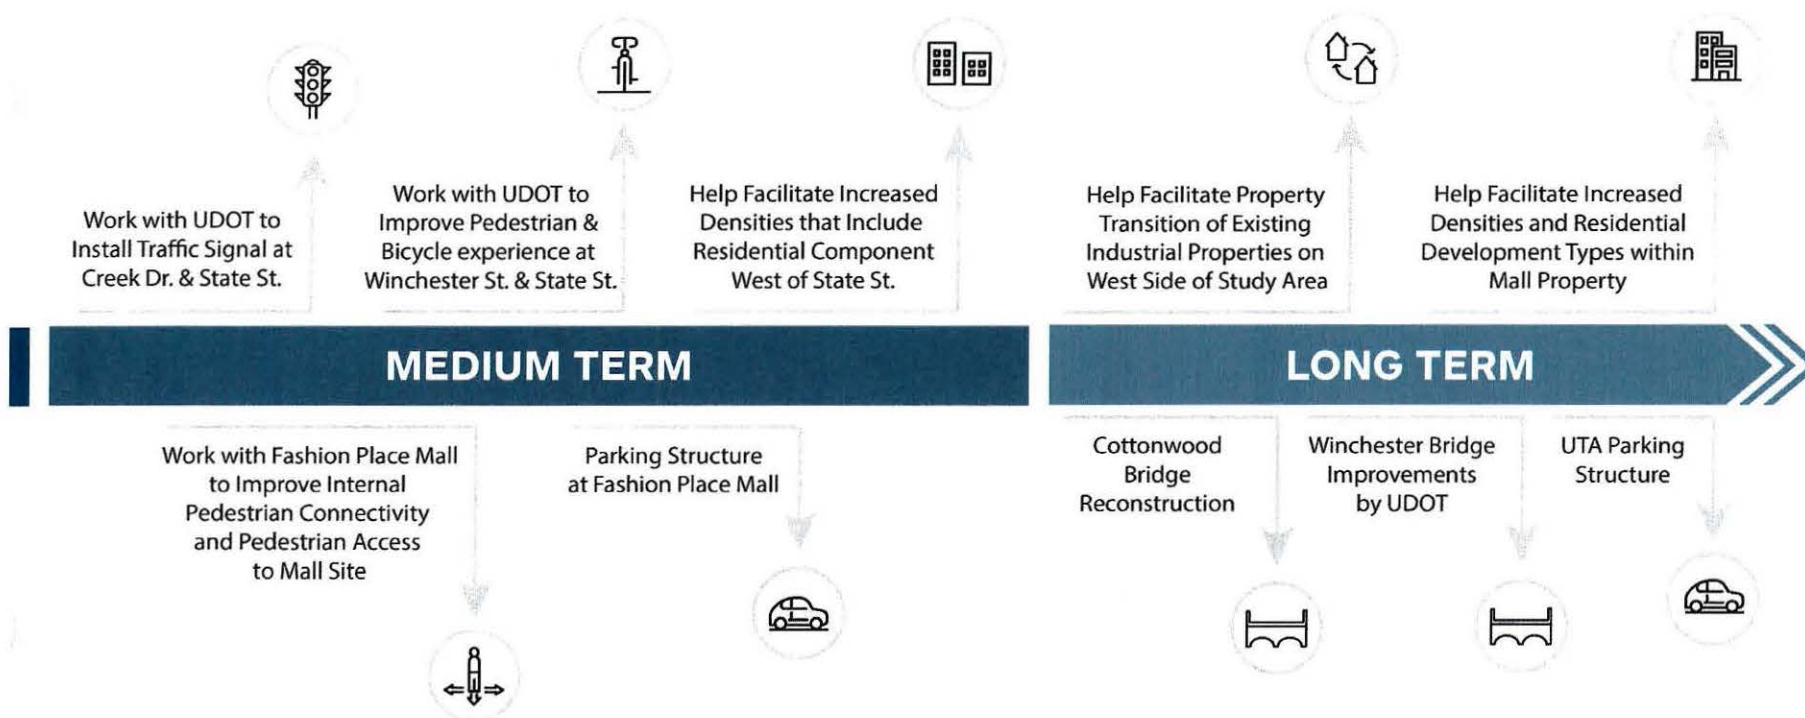 Work with UDOT to
Install Traffic Signal at
Creek Dr. & State St.
Work with UDOT to
Improve Pedestrian &
Bicycle experience at
Winchester St. & State St.
Help Facilitate Increased
Densities that Include
Residential Component
West of State St.
Help Facilitate Property
Transition of Existing
Industrial Properties on
West Side of Study Area
Help Facilitate Increased
Densities and Residential
Development Types within
Mall Property
MEDIUM TERM
LONG TERM
Work with Fashion Place Mall
to Improve Internal
Pedestrian Connectivity
and Pedestrian Access
to Mall Site
Parking Structure
at Fashion Place Mall
Cottonwood
Bridge
Reconstruction
Winchester Bridge
Improvements
by UDOT
UTA Parking
Structure